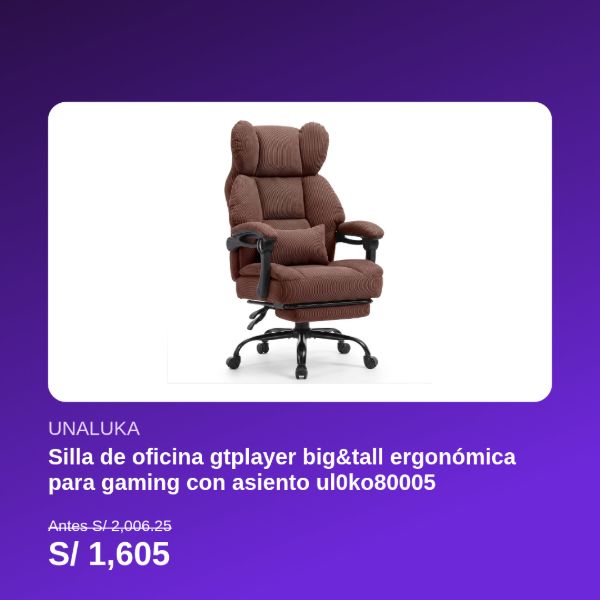 UNALUKA
Silla de oficina gtplayer big&tall ergonómica
para gaming con asiento ul0ko80005
Antes S/ 2,006.25
S/ 1,605